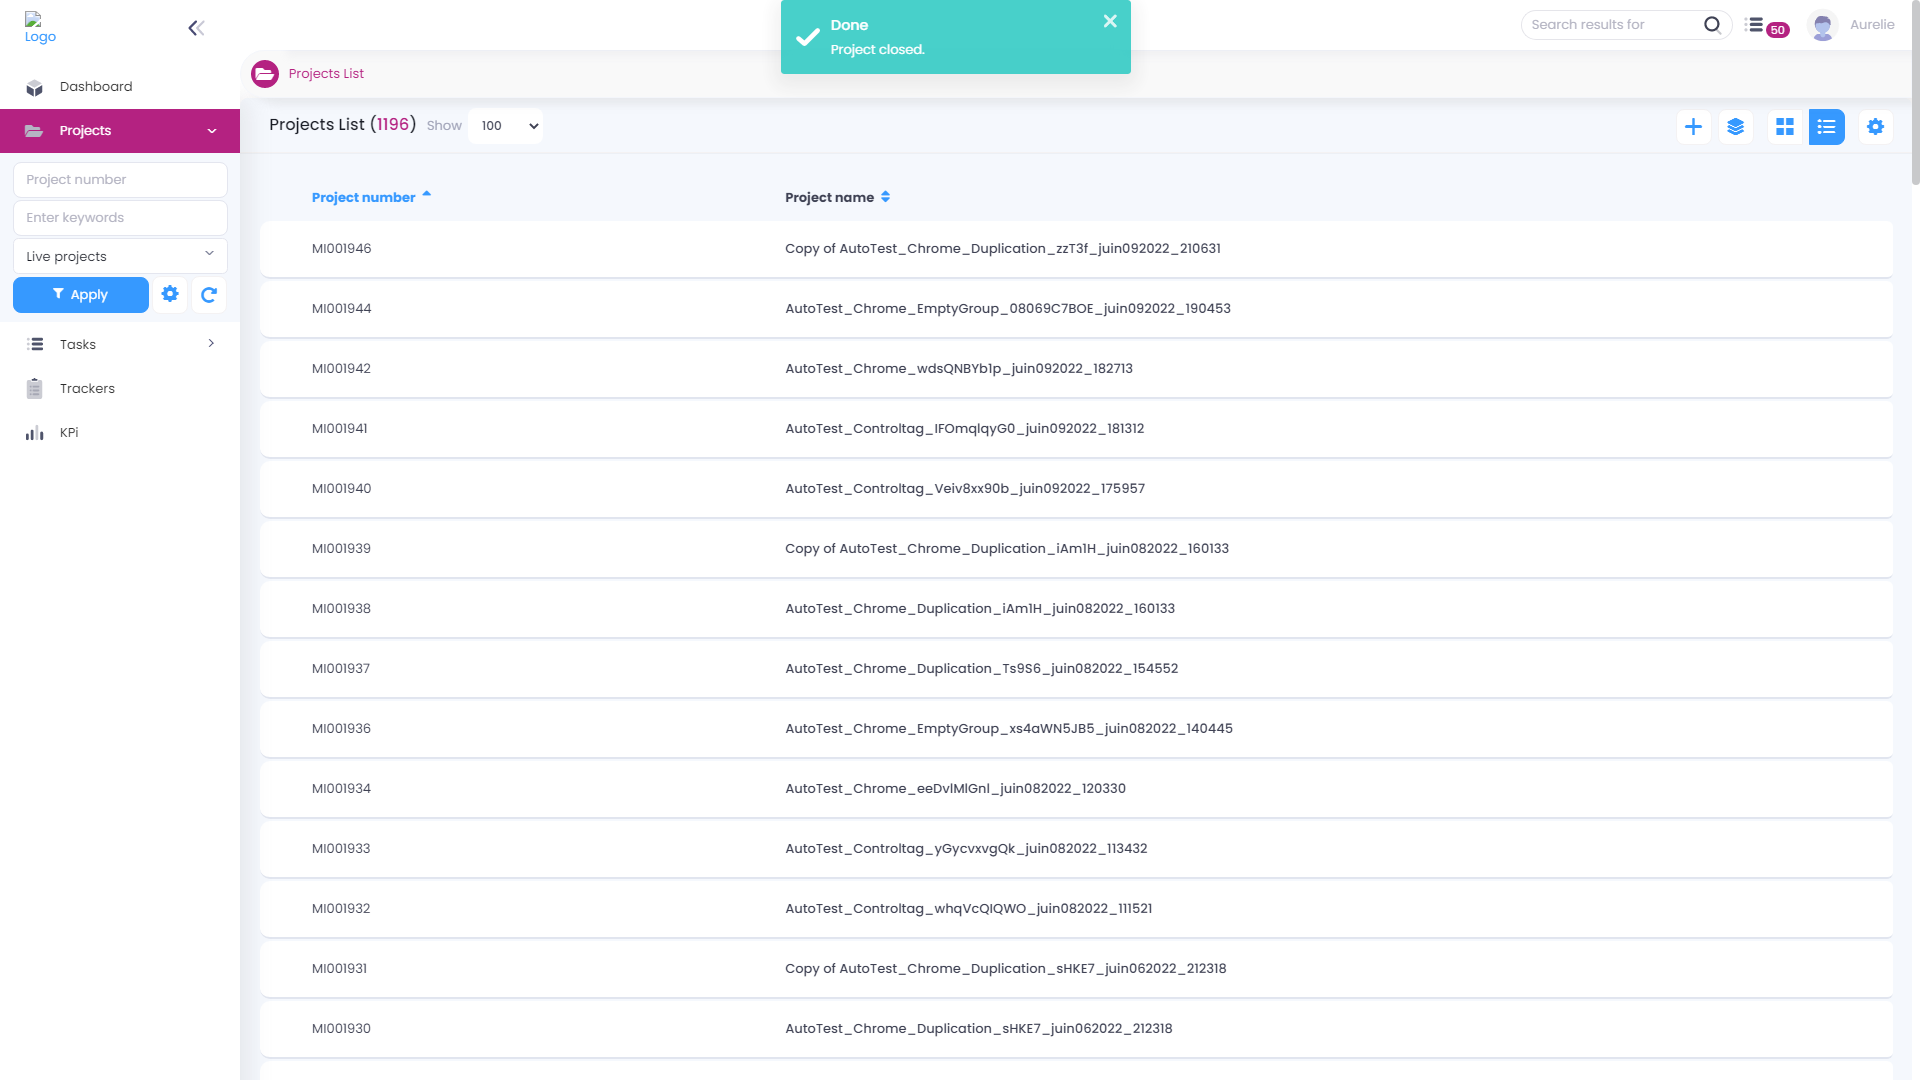 Logo
Done
Project closed.
Search results for
50
Aurelie
Dashboard
Projects List
Projects
Projects List (1196)
Show
100
Project number
Enter keywords
Live projects
Apply
Tasks
Trackers
KPi
Project number
Project name
MI001946
Copy of AutoTest_Chrome_Duplication_zzT3f_juin092022_210631
MI001944
AutoTest_Chrome_EmptyGroup_08069C7BOE_juin092022_190453
MI001942
AutoTest_Chrome_wdsQNBYb1p_juin092022_182713
MI001941
AutoTest_Controltag_IFOmqlqyG0_juin092022_181312
MI001940
AutoTest_Controltag_Veiv8xx90b_juin092022_175957
MI001939
Copy of AutoTest_Chrome_Duplication_iAm1H_juin082022_160133
MI001938
AutoTest_Chrome_Duplication_iAm1H_juin082022_160133
MI001937
AutoTest_Chrome_Duplication_Ts9S6_juin082022_154552
MI001936
AutoTest_Chrome_EmptyGroup_xs4aWN5JB5_juin082022_140445
MI001934
AutoTest_Chrome_eeDvlMlGnl_juin082022_120330
MI001933
AutoTest_Controltag_yGycvxvgQk_juin082022_113432
MI001932
AutoTest_Controltag_whqVcQIQWO_juin082022_111521
MI001931
Copy of AutoTest_Chrome_Duplication_sHKE7_juin062022_212318
MI001930
AutoTest_Chrome_Duplication_sHKE7_juin062022_212318